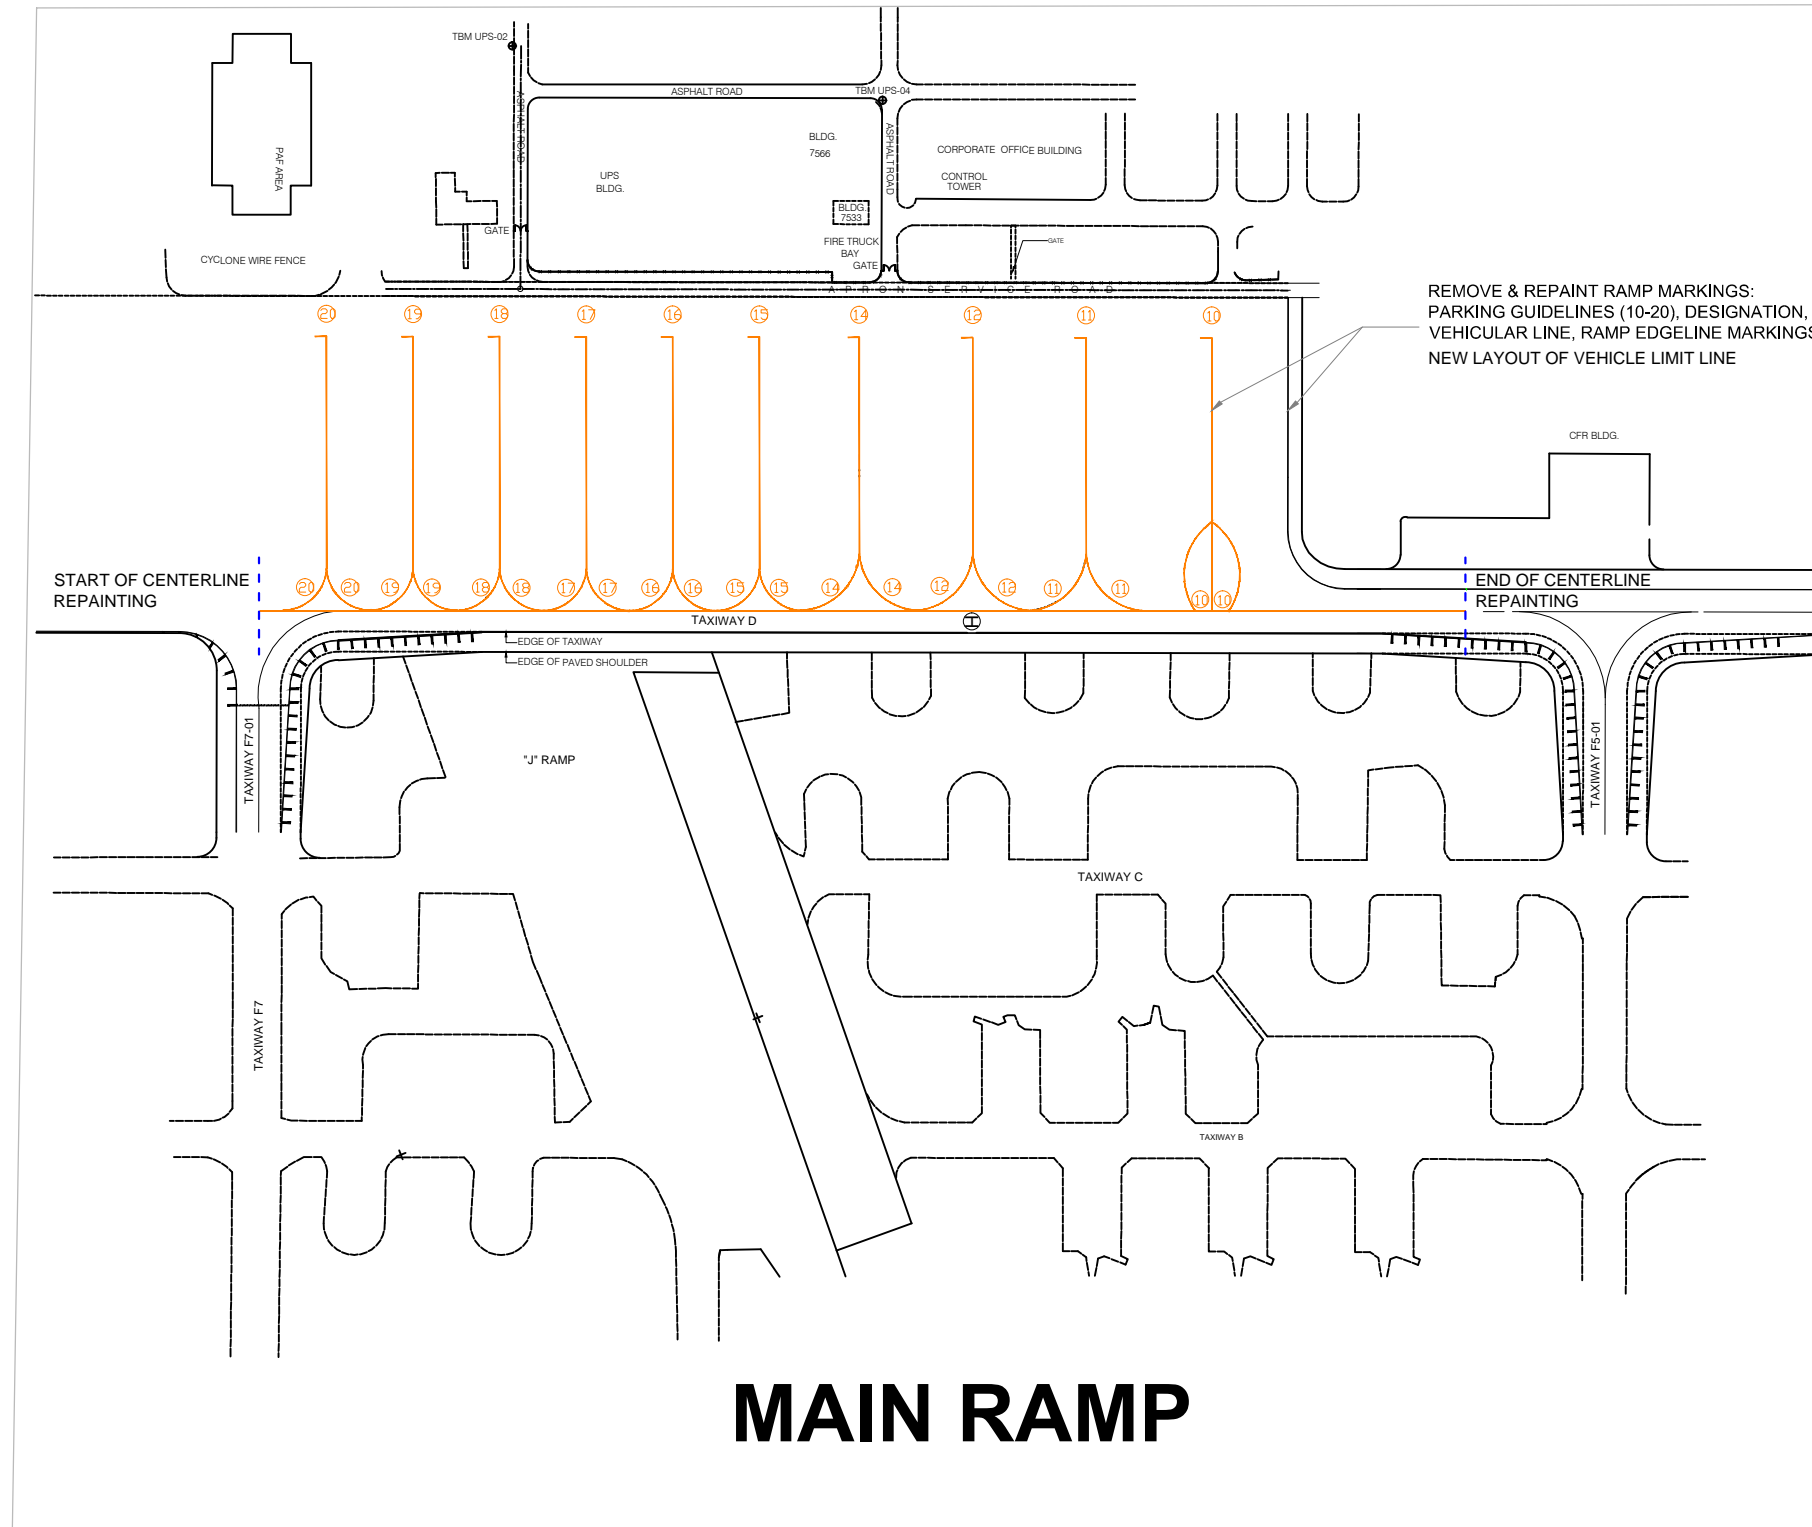 TBM UPS-02
ASPHALT ROAD
TBM UPS-04
ASPHALT ROAD
ASPHALT ROAD
BLDG.
7566
CORPORATE OFFICE BUILDING
CONTROL
TOWER
PAF AREA
UPS
BLDG.
BLDG.
7533
GATE
FIRE TRUCK
BAY
GATE
GATE
CYCLONE WIRE FENCE
APRON SERVICE ROAD
REMOVE & REPAINT RAMP MARKINGS:
PARKING GUIDELINES (10-20), DESIGNATION,
VEHICULAR LINE, RAMP EDGELINE MARKINGS
NEW LAYOUT OF VEHICLE LIMIT LINE
20 19 18 17 16 15 14 12 11 10
CFR BLDG.
START OF CENTERLINE
REPAINTING
20 20 19 19 18 18 17 17 16 16 15 15 14 14 12 12 11 11 10 10
END OF CENTERLINE
REPAINTING
TAXIWAY D
H
EDGE OF TAXIWAY
EDGE OF PAVED SHOULDER
TAXIWAY F7-01
"J" RAMP
TAXIWAY F5-01
TAXIWAY C
TAXIWAY F7
TAXIWAY B
MAIN RAMP